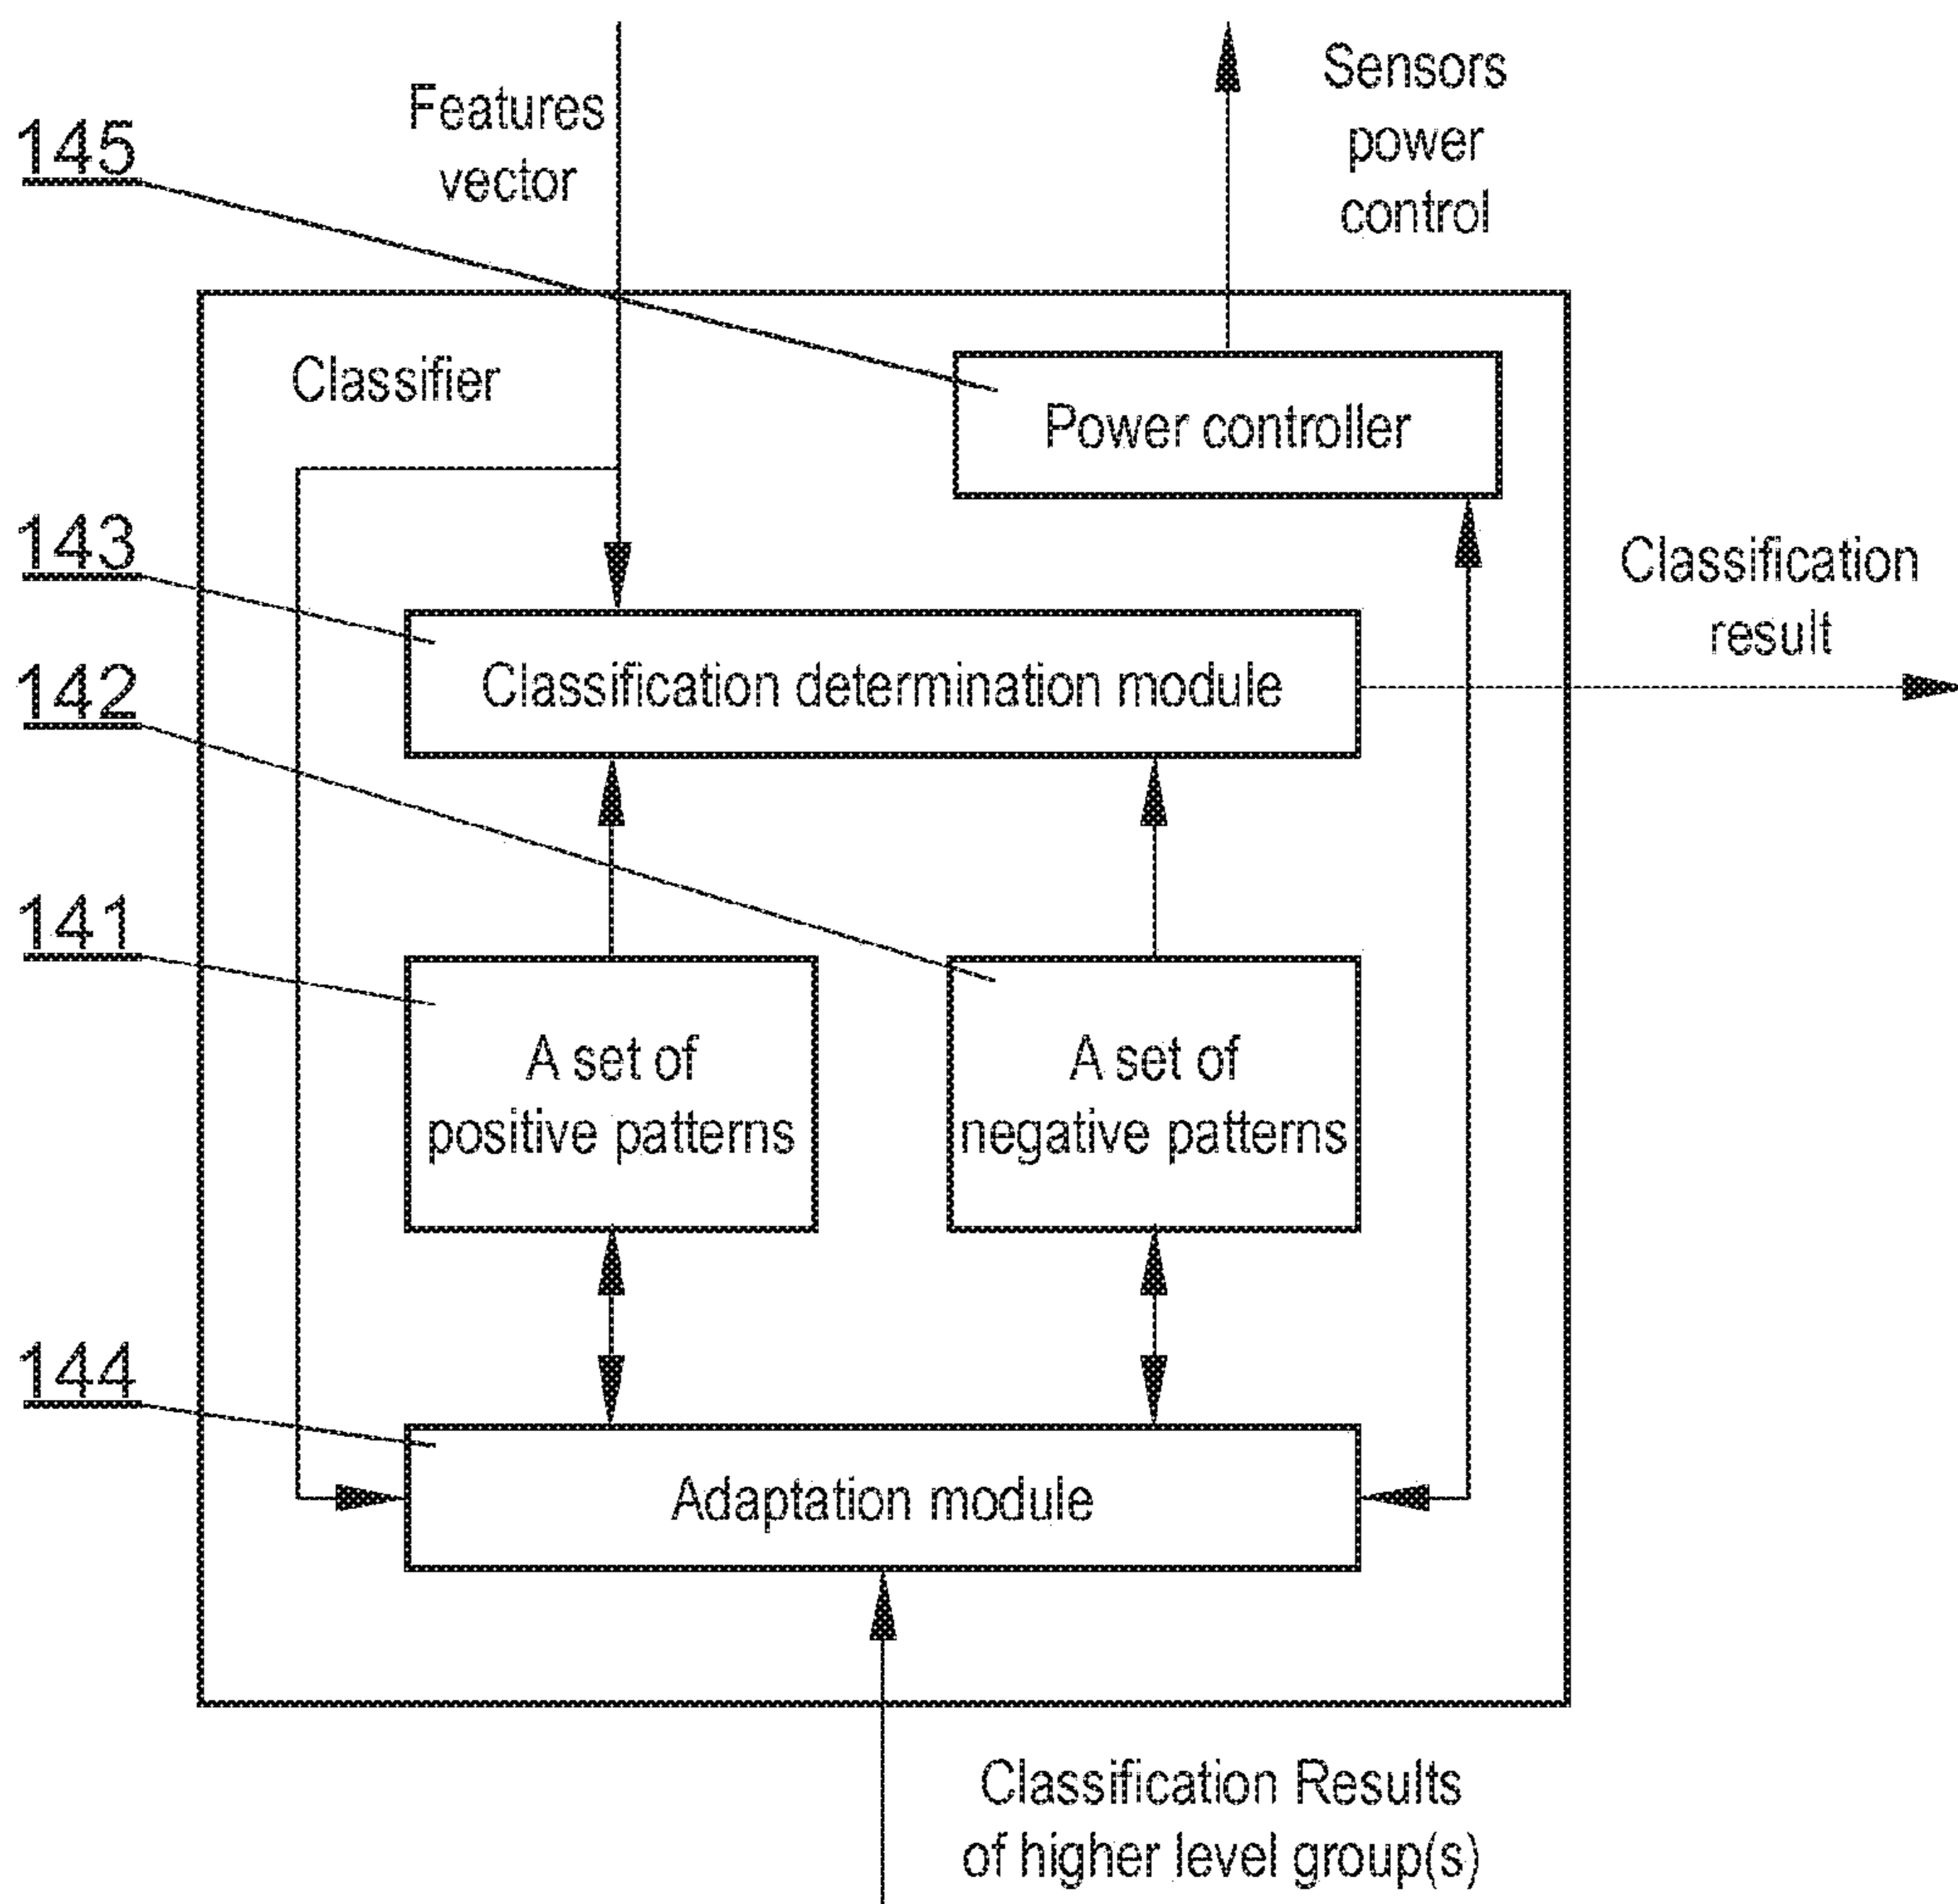 Features
vector
Sensors
power
control
145
Classifier
Power controller
143
Classification
result
142
Classification determination module
141
A set of
positive patterns
A set of
negative patterns
144
Adaptation module
Classification Results
of higher level group(s)